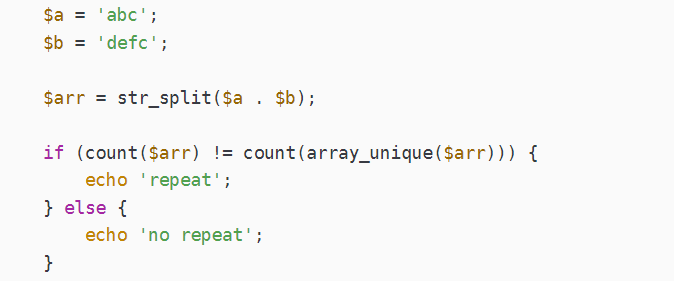 $a = 'abc';
$b = 'defc';
$arr = str_split($a . $b);
if (count($arr) != count(array_unique($arr))) {
echo 'repeat';
} else {
echo 'no repeat';
}